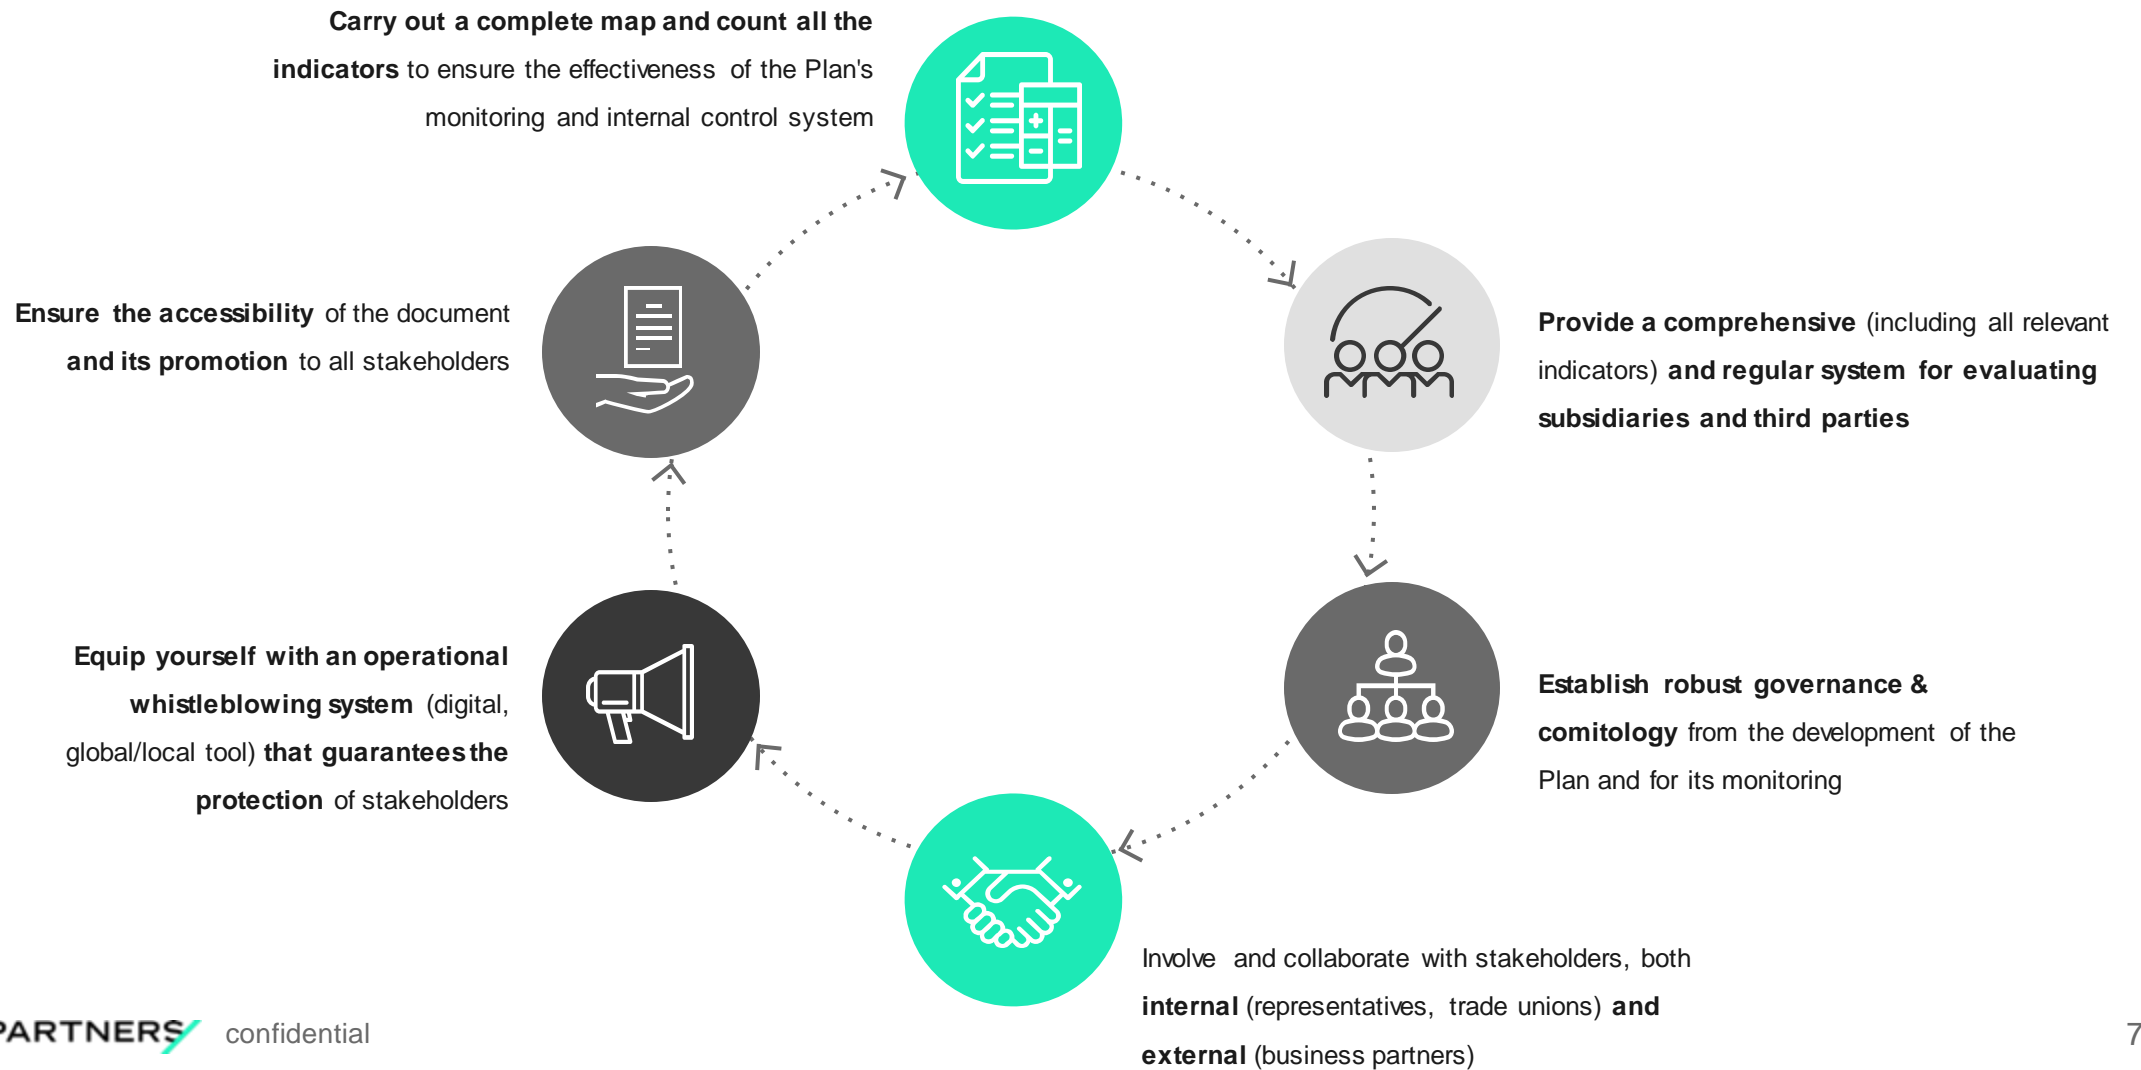 Carry out a complete map and count all the
indicators to ensure the effectiveness of the Plan's
monitoring and internal control system
Provide a comprehensive (including all relevant
indicators) and regular system for evaluating
subsidiaries and third parties
Establish robust governance &
comitology from the development of the
Plan and for its monitoring
Involve and collaborate with stakeholders, both
internal (representatives, trade unions) and
external (business partners)
Equip yourself with an operational
whistleblowing system (digital,
global/local tool) that guarantees the
protection of stakeholders
Ensure the accessibility of the document
and its promotion to all stakeholders
PARTNERS confidential
7